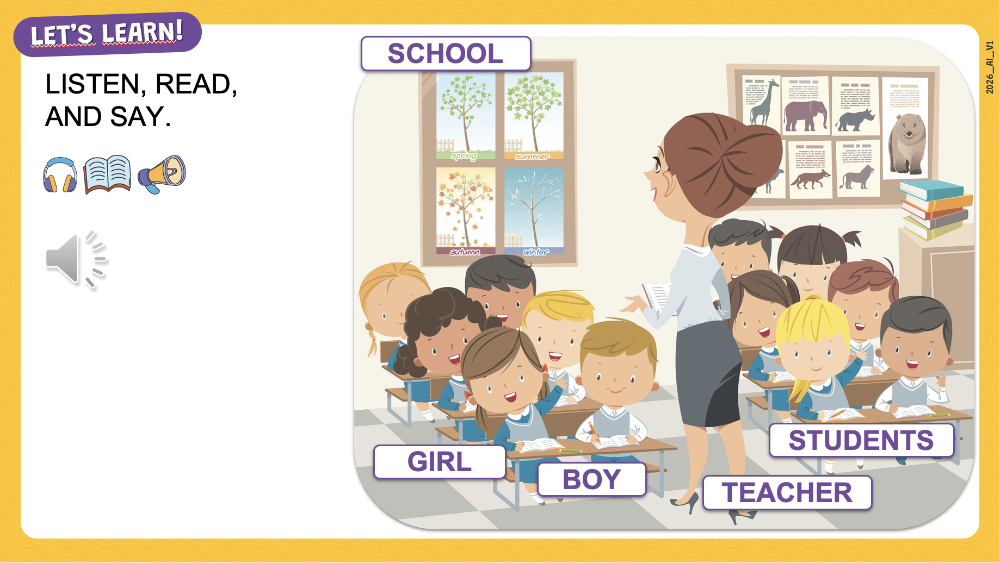 LET'S LEARN!
LISTEN, READ,
AND SAY.
SCHOOL
spring
summer
autumn
winter
GIRL
BOY
TEACHER
STUDENTS
2026_AI_V1